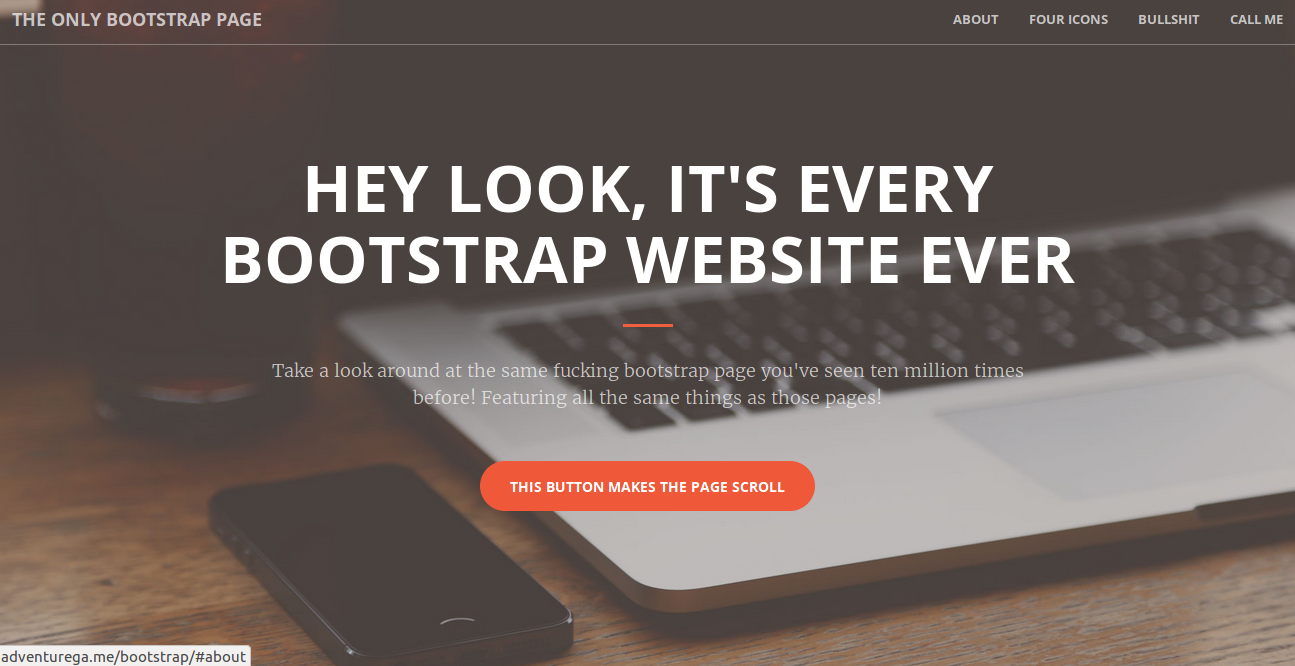 THE ONLY BOOTSTRAP PAGE
ABOUT FOUR ICONS BULLSHIT CALL ME
HEY LOOK, IT'S EVERY
BOOTSTRAP WEBSITE EVER
Take a look around at the same fucking bootstrap page you've seen ten million times
before! Featuring all the same things as those pages!
THIS BUTTON MAKES THE PAGE SCROLL
adventurega.me/bootstrap/#about